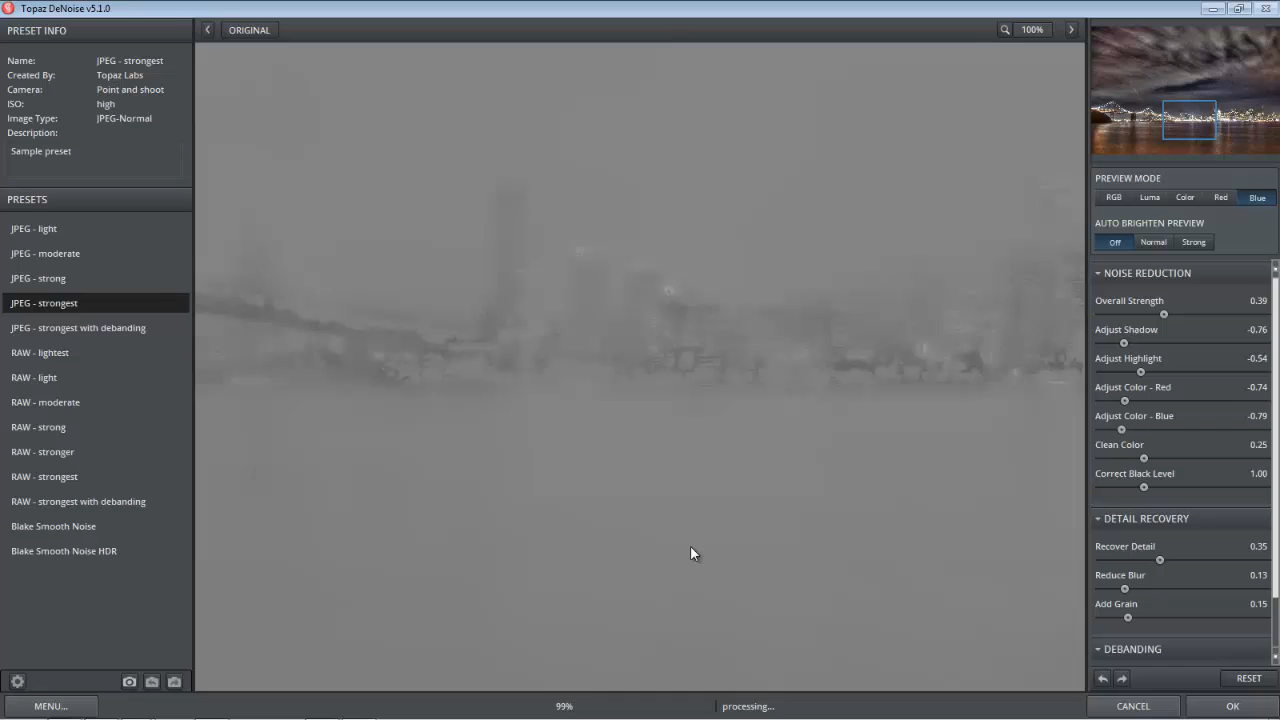 Topaz DeNoise v5.1.0
PRESET INFO
Name: JPEG - strongest
Created By: Topaz Labs
Camera: Point and shoot
ISO: high
Image Type: JPEG-Normal
Description:
Sample preset
PRESETS
JPEG - light
JPEG - moderate
JPEG - strong
JPEG - strongest
JPEG - strongest with debanding
RAW - lightest
RAW - light
RAW - moderate
RAW - strong
RAW - stronger
RAW - strongest
RAW - strongest with debanding
Blake Smooth Noise
Blake Smooth Noise HDR
MENU...
ORIGINAL
100%
99%
processing...
PREVIEW MODE
RGB Luma Color Red Blue
AUTO BRIGHTEN PREVIEW
Off Normal Strong
NOISE REDUCTION
Overall Strength 0.39
Adjust Shadow -0.76
Adjust Highlight -0.54
Adjust Color - Red -0.74
Adjust Color - Blue -0.79
Clean Color 0.25
Correct Black Level 1.00
DETAIL RECOVERY
Recover Detail 0.35
Reduce Blur 0.13
Add Grain 0.15
DEBANDING
RESET
CANCEL OK